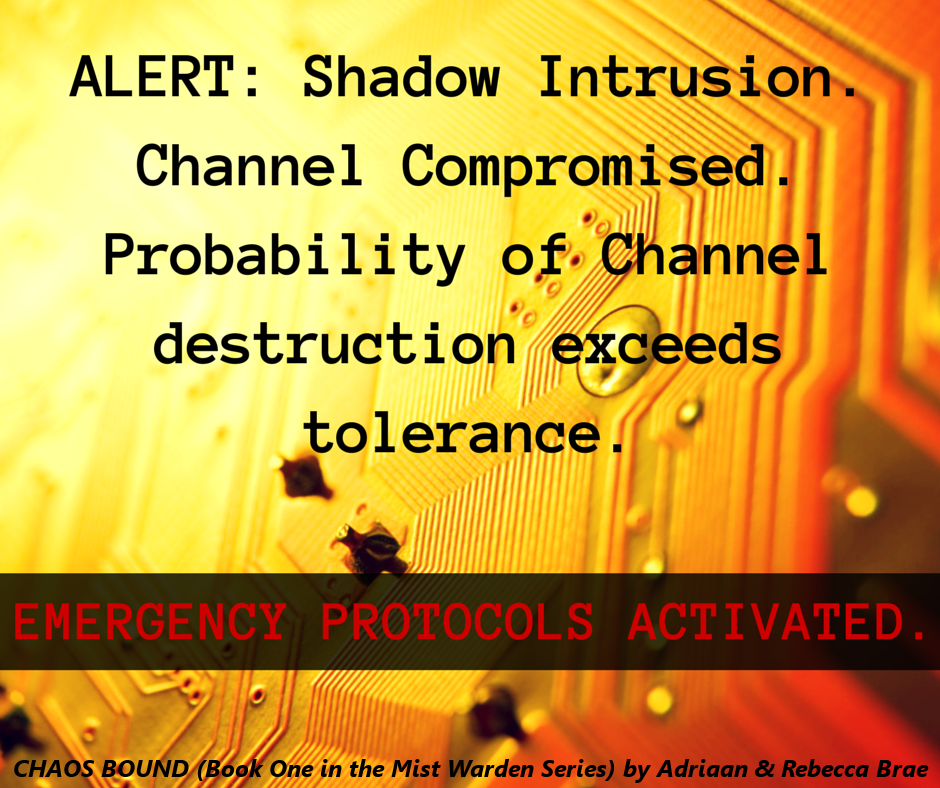 ALERT: Shadow Intrusion.
Channel Compromised.
Probability of Channel
destruction exceeds
tolerance.
EMERGENCY PROTOCOLS ACTIVATED.
CHAOS BOUND (Book One in the Mist Warden Series) by Adriaan & Rebecca Brae